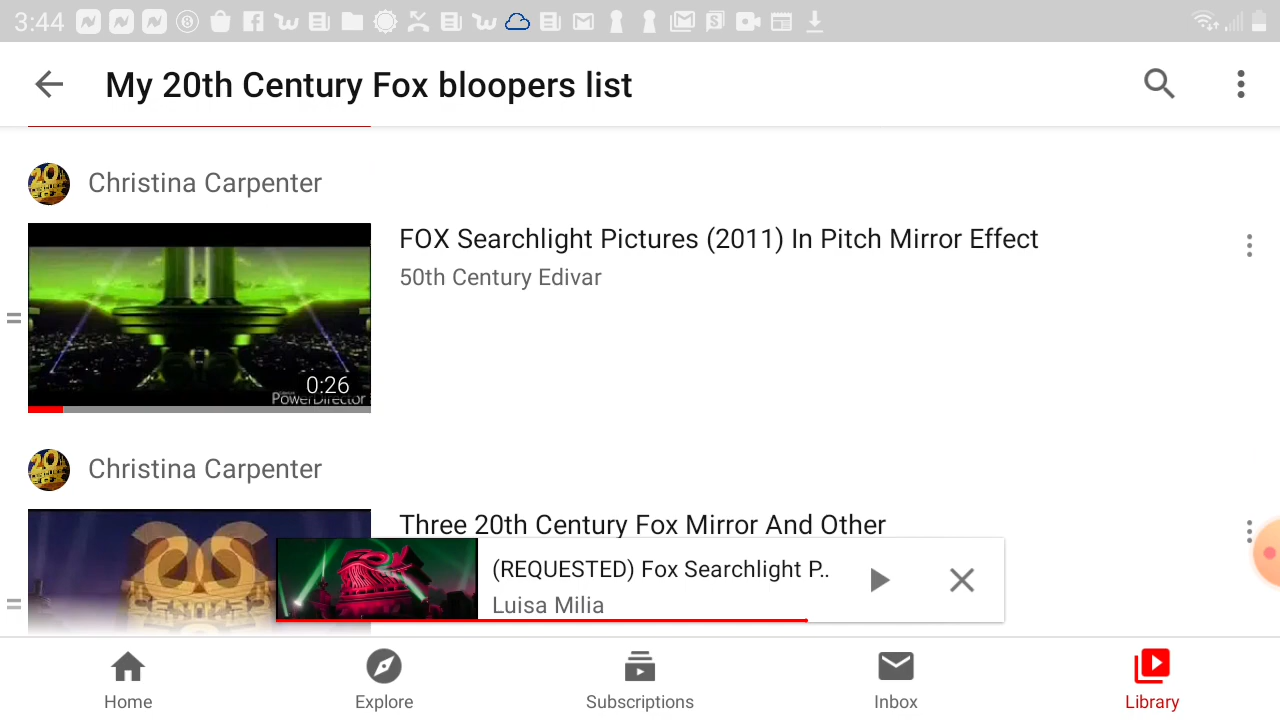 3:44
My 20th Century Fox bloopers list
Christina Carpenter
FOX Searchlight Pictures (2011) In Pitch Mirror Effect
50th Century Edivar
0:26
PowerDirector
Christina Carpenter
Three 20th Century Fox Mirror And Other
(REQUESTED) Fox Searchlight P..
Luisa Milia
Home
Explore
Subscriptions
Inbox
Library